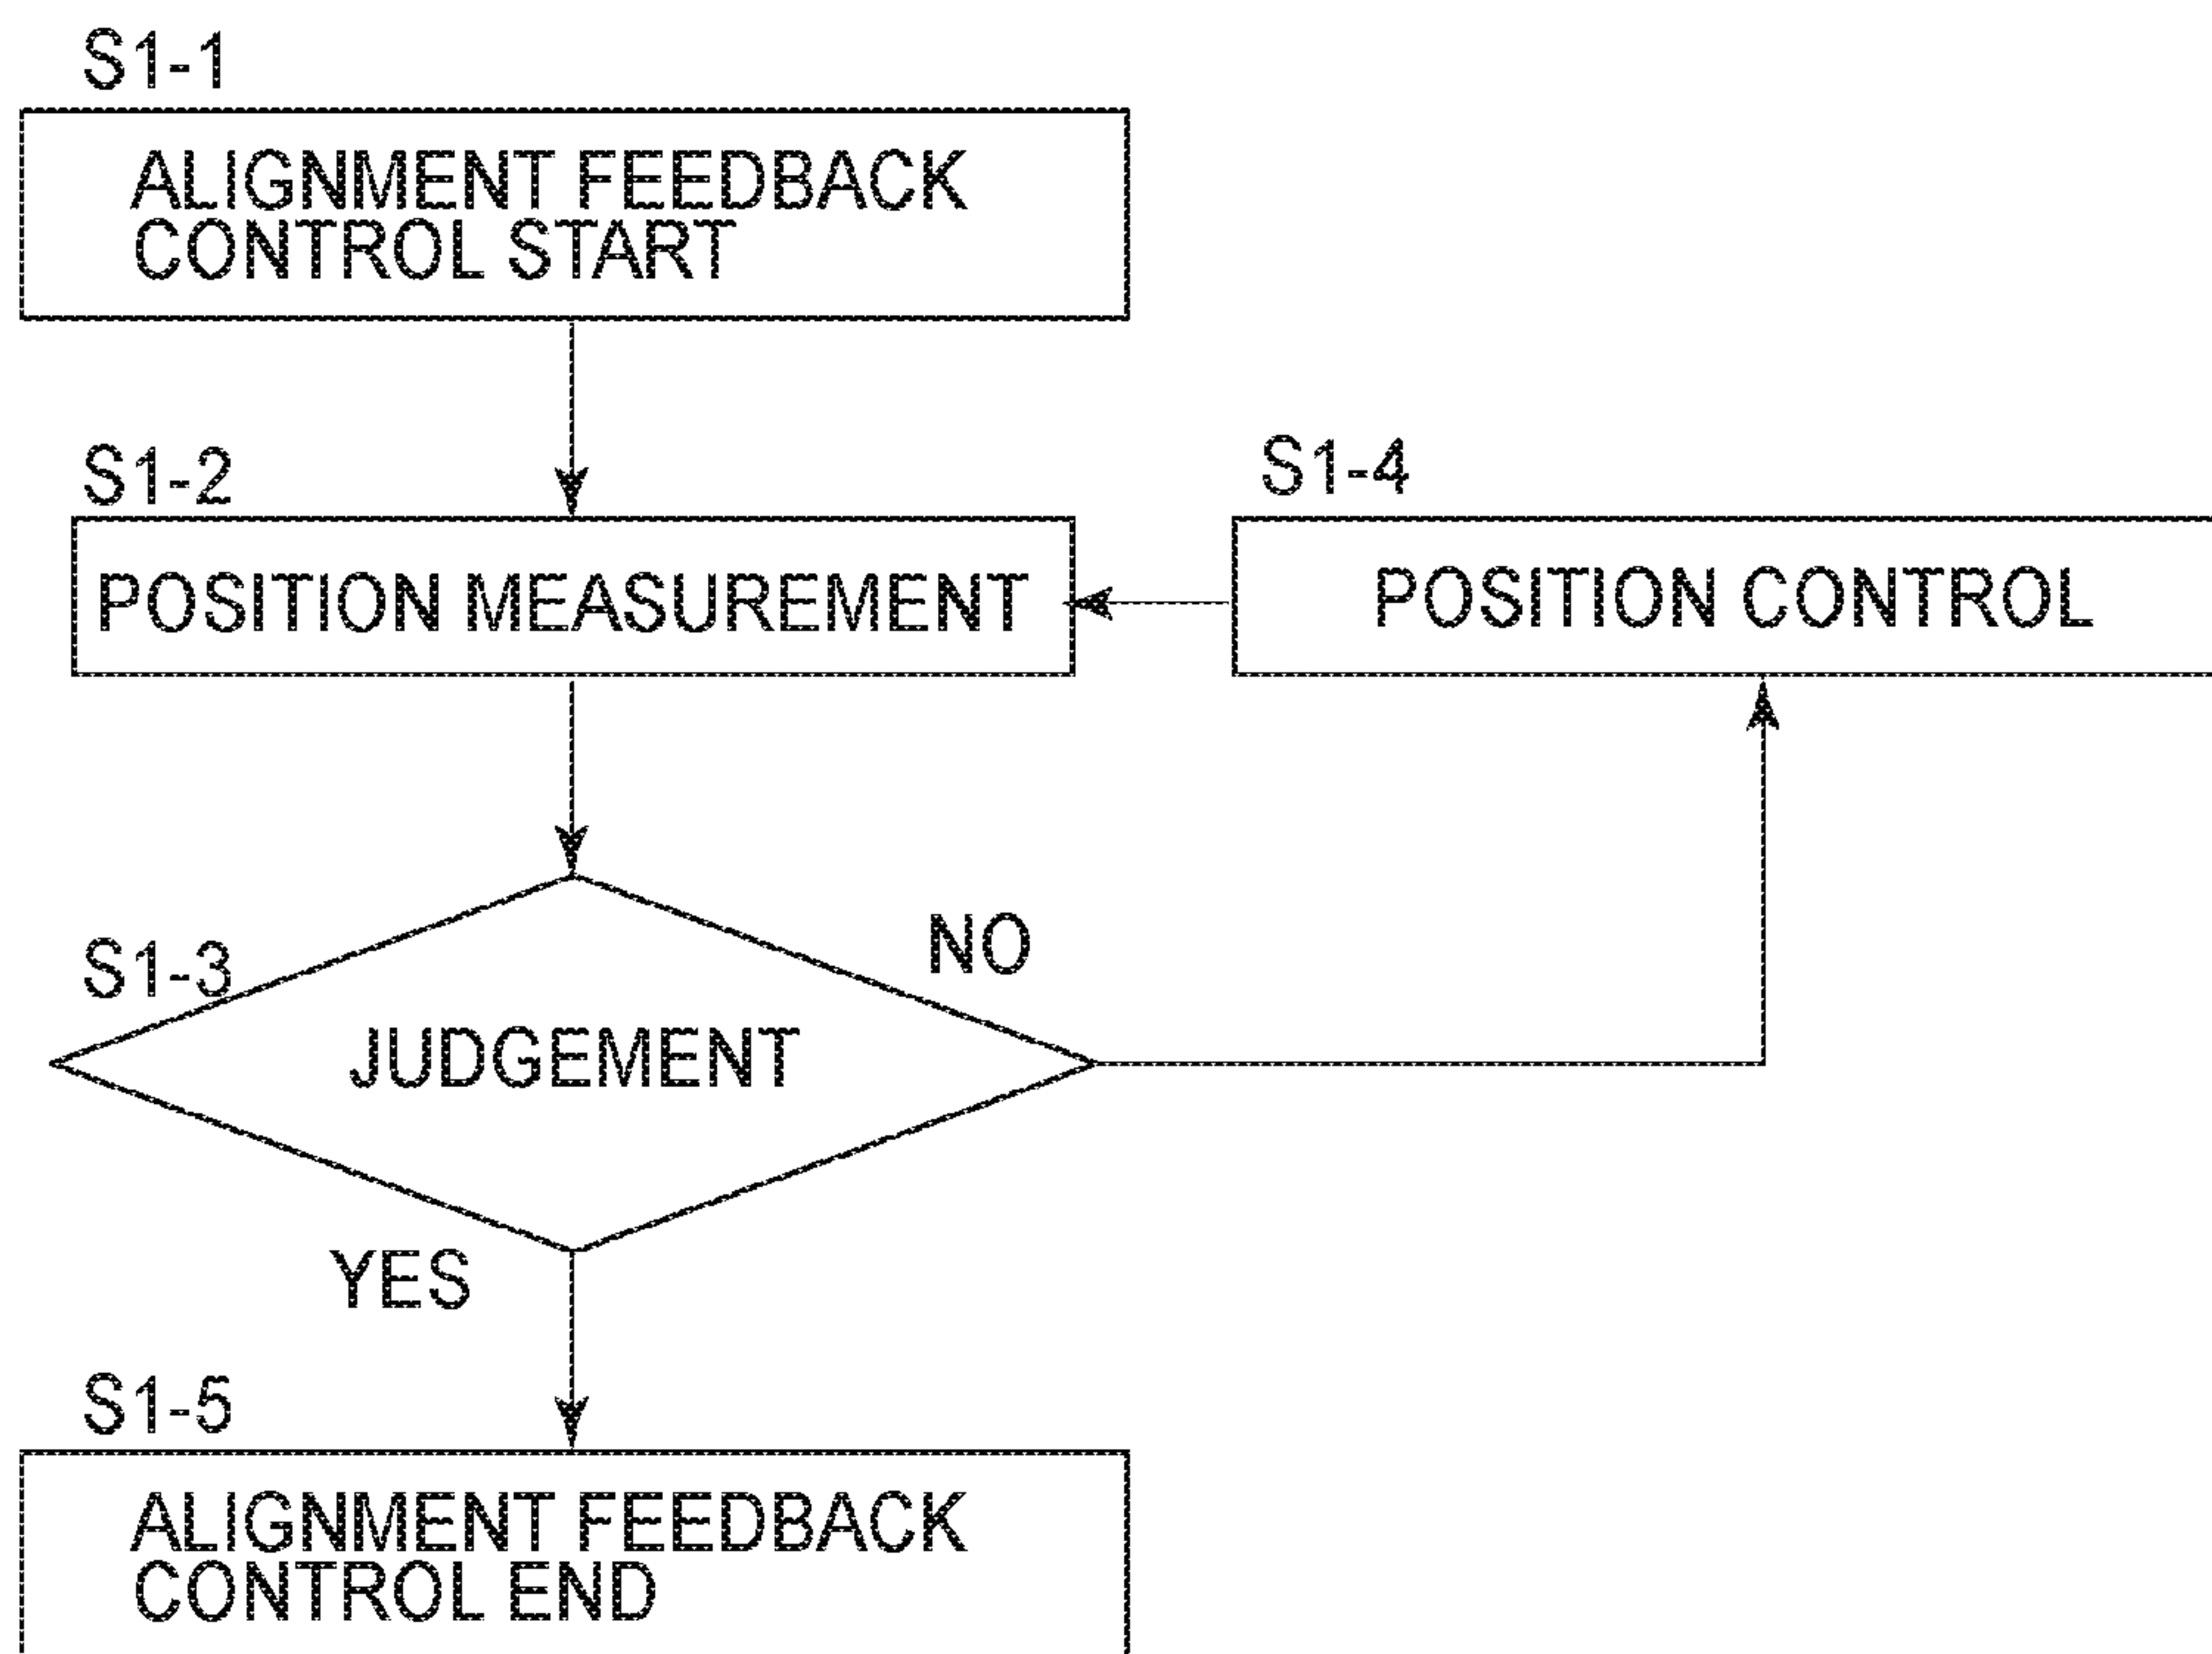 S1-1
ALIGNMENT FEEDBACK
CONTROL START
S1-2
POSITION MEASUREMENT
S1-4
POSITION CONTROL
S1-3
JUDGEMENT
NO
YES
S1-5
ALIGNMENT FEEDBACK
CONTROL END